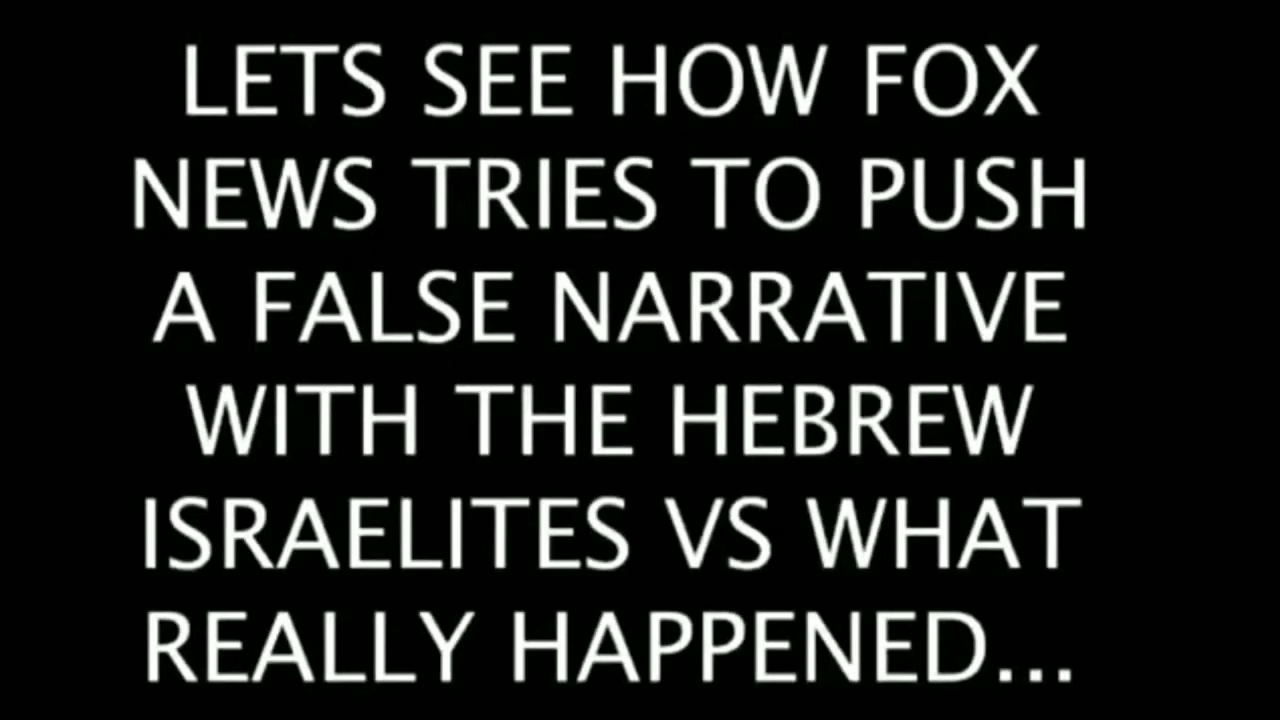 LETS SEE HOW FOX
NEWS TRIES TO PUSH
A FALSE NARRATIVE
WITH THE HEBREW
ISRAELITES VS WHAT
REALLY HAPPENED...